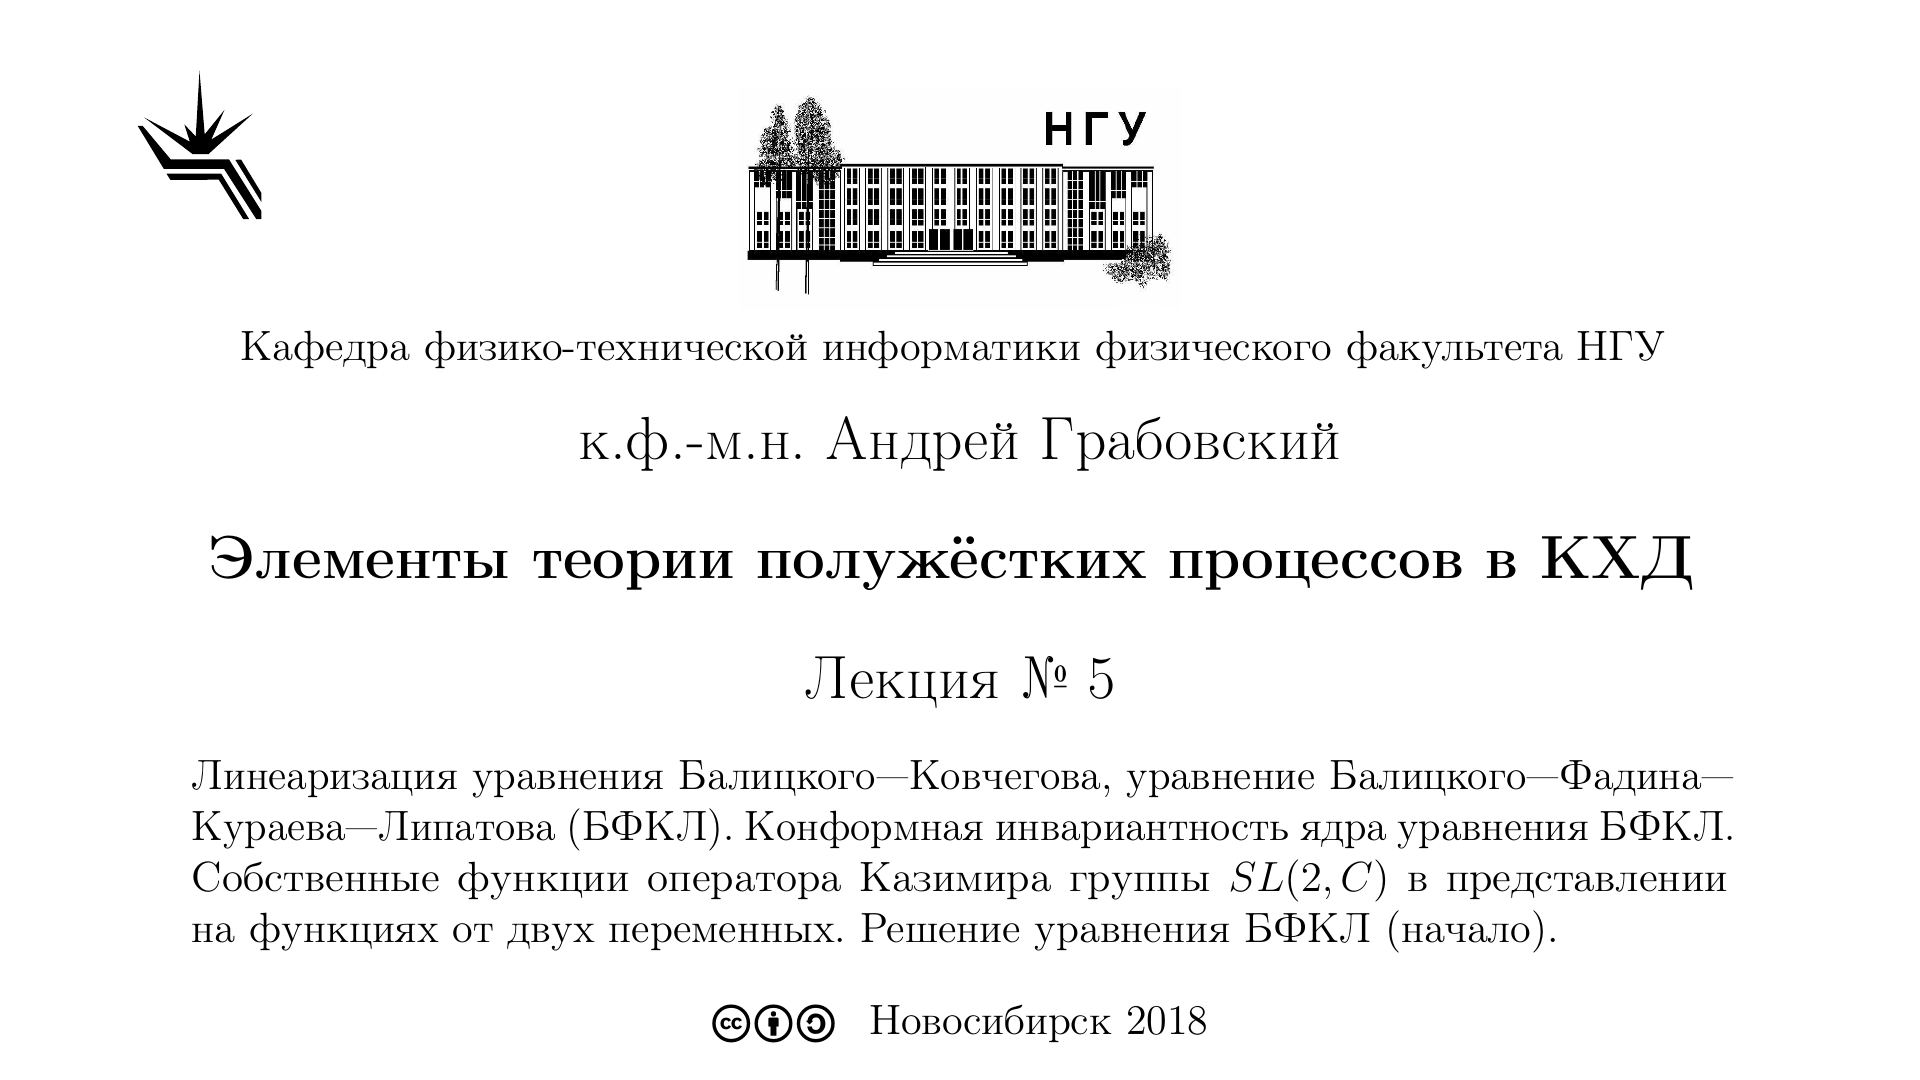 НГУ
Кафедра физико-технической информатики физического факультета НГУ
к.ф.-м.н. Андрей Грабовский
Элементы теории полужёстких процессов в КХД
Лекция № 5
Линеаризация уравнения Балицкого—Ковчегова, уравнение Балицкого—Фадина—
Кураева—Липатова (БФКЛ). Конформная инвариантность ядра уравнения БФКЛ.
Собственные функции оператора Казимира группы SL(2, C) в представлении
на функциях от двух переменных. Решение уравнения БФКЛ (начало).
cc Новосибирск 2018